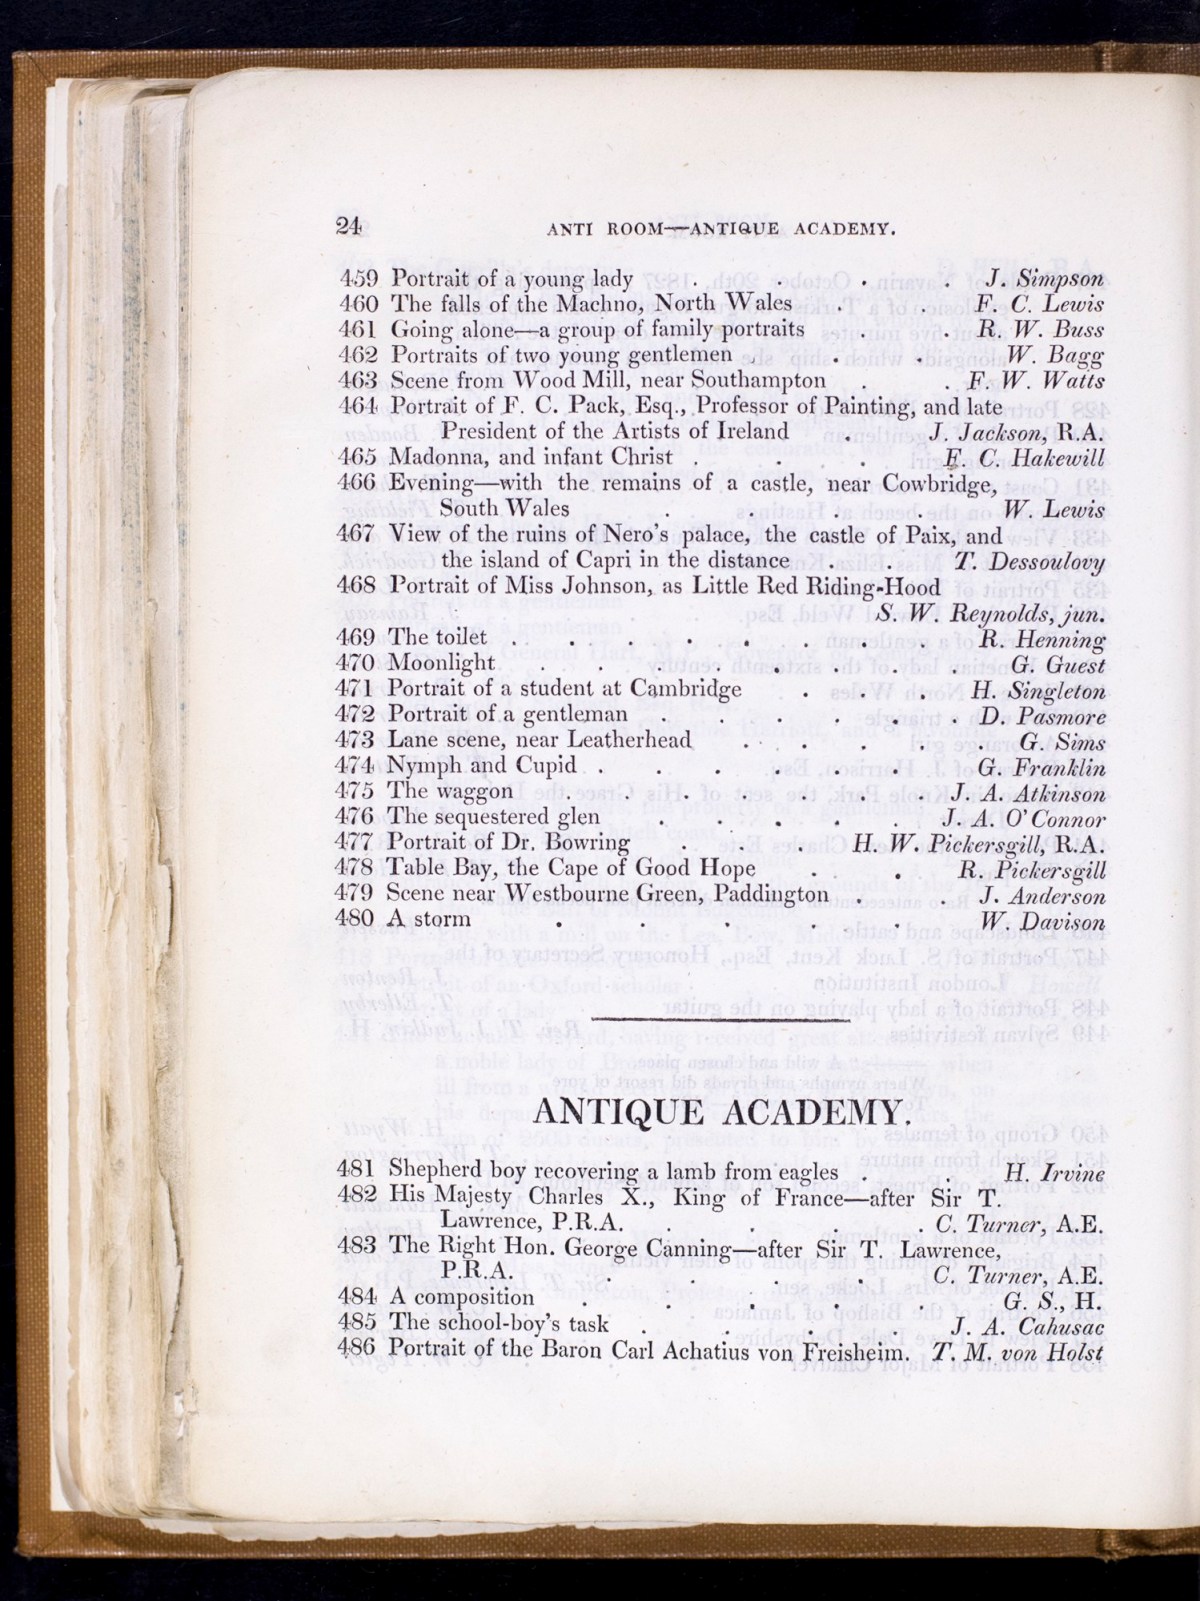 24 ANTI ROOM—ANTIQUE ACADEMY.
459 Portrait of a young lady . . . . J. Simpson
460 The falls of the Machno, North Wales . . F. C. Lewis
461 Going alone—a group of family portraits . . R. W. Buss
462 Portraits of two young gentlemen . . . W. Bagg
463 Scene from Wood Mill, near Southampton . . F. W. Watts
464 Portrait of F. C. Pack, Esq., Professor of Painting, and late
President of the Artists of Ireland . J. Jackson, R.A.
465 Madonna, and infant Christ . . . . F. C. Hakewill
466 Evening—with the remains of a castle, near Cowbridge,
South Wales . . . . W. Lewis
467 View of the ruins of Nero's palace, the castle of Paix, and
the island of Capri in the distance . . T. Dessoulovy
468 Portrait of Miss Johnson, as Little Red Riding-Hood
S. W. Reynolds, jun.
469 The toilet . . . . . . . . R. Henning
470 Moonlight . . . . . . . . G. Guest
471 Portrait of a student at Cambridge . . . H. Singleton
472 Portrait of a gentleman . . . . . D. Pasmore
473 Lane scene, near Leatherhead . . . . . G. Sims
474 Nymph and Cupid . . . . . . G. Franklin
475 The waggon . . . . . . . J. A. Atkinson
476 The sequestered glen . . . . J. A. O'Connor
477 Portrait of Dr. Bowring . . . H. W. Pickersgill, R.A.
478 Table Bay, the Cape of Good Hope . . R. Pickersgill
479 Scene near Westbourne Green, Paddington . . J. Anderson
480 A storm . . . . . W. Davison
ANTIQUE ACADEMY.
481 Shepherd boy recovering a lamb from eagles . . H. Irvine
482 His Majesty Charles X., King of France—after Sir T.
Lawrence, P.R.A. . . . . C. Turner, A.E.
483 The Right Hon. George Canning—after Sir T. Lawrence,
P.R.A. . . . . C. Turner, A.E.
484 A composition . . . . . G. S., H.
485 The school-boy's task . . . . . J. A. Cahusac
486 Portrait of the Baron Carl Achatius von Freisheim. T. M. von Holst